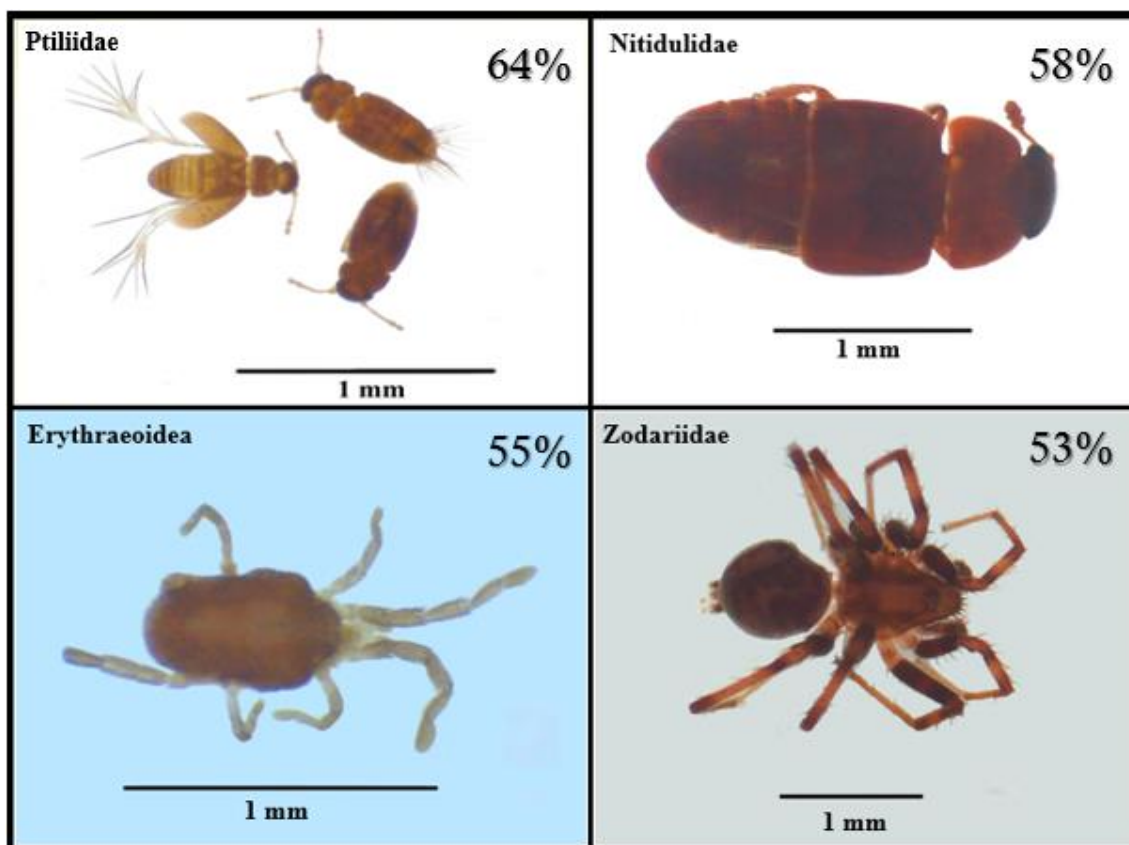 Ptiliidae
64%
1 mm
Nitidulidae
58%
1 mm
Erythraeoidea
55%
1 mm
Zodariidae
53%
1 mm